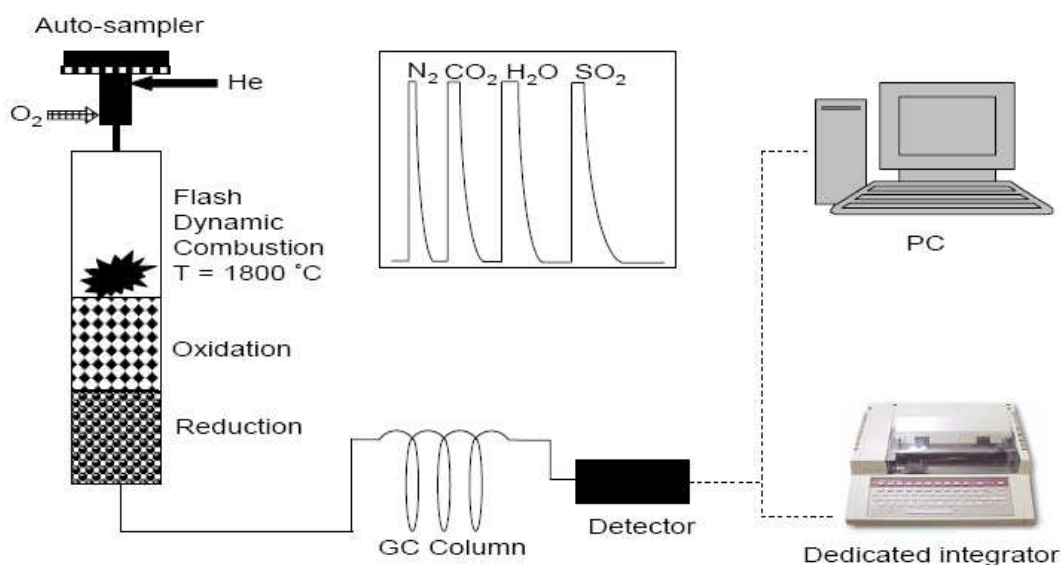 Auto-sampler
He
O₂
N₂ CO₂ H₂O SO₂
Flash
Dynamic
Combustion
T = 1800 ˚C
Oxidation
Reduction
GC Column
Detector
PC
Dedicated integrator